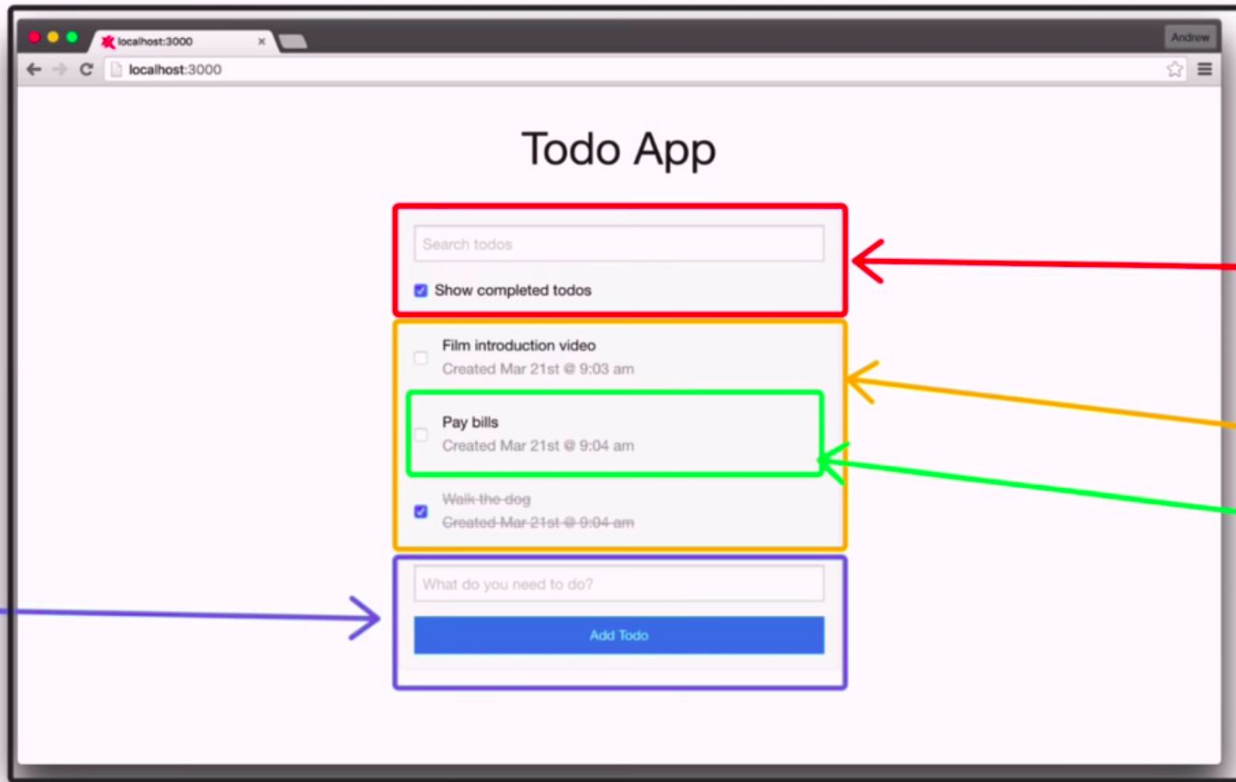 localhost:3000
Andrew
localhost:3000
Todo App
Search todos
Show completed todos
Film introduction video
Created Mar 21st @ 9:03 am
Pay bills
Created Mar 21st @ 9:04 am
Walk the dog
Created Mar 21st @ 9:04 am
What do you need to do?
Add Todo